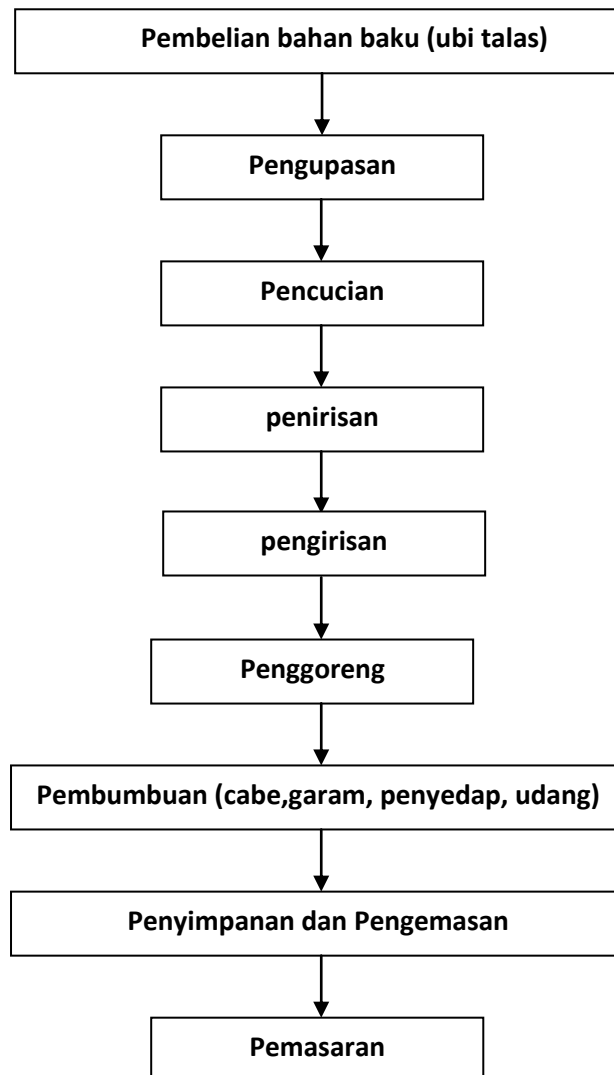 Pembelian bahan baku (ubi talas)
Pengupasan
Pencucian
penirisan
pengirisan
Penggoreng
Pembumbuan (cabe,garam, penyedap, udang)
Penyimpanan dan Pengemasan
Pemasaran